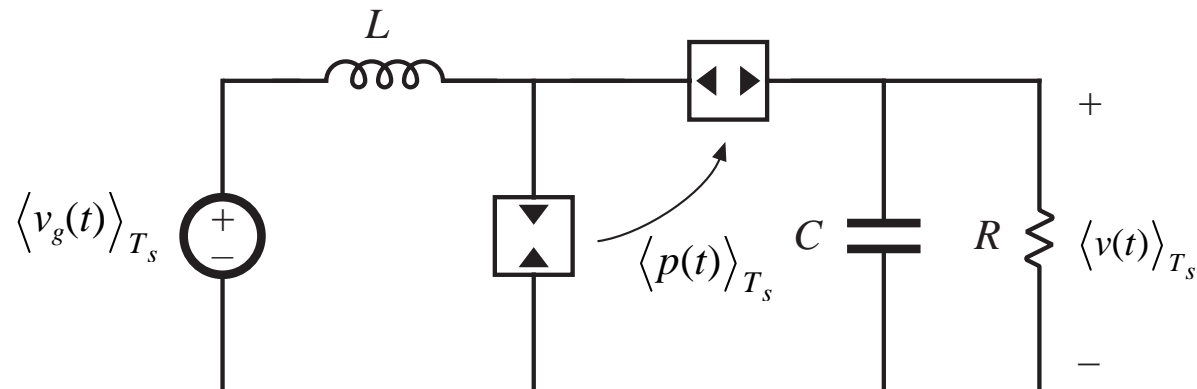 L
+
⟨v_g(t)⟩_{T_s}
+
−
⟨p(t)⟩_{T_s}
C
R
⟨v(t)⟩_{T_s}
−